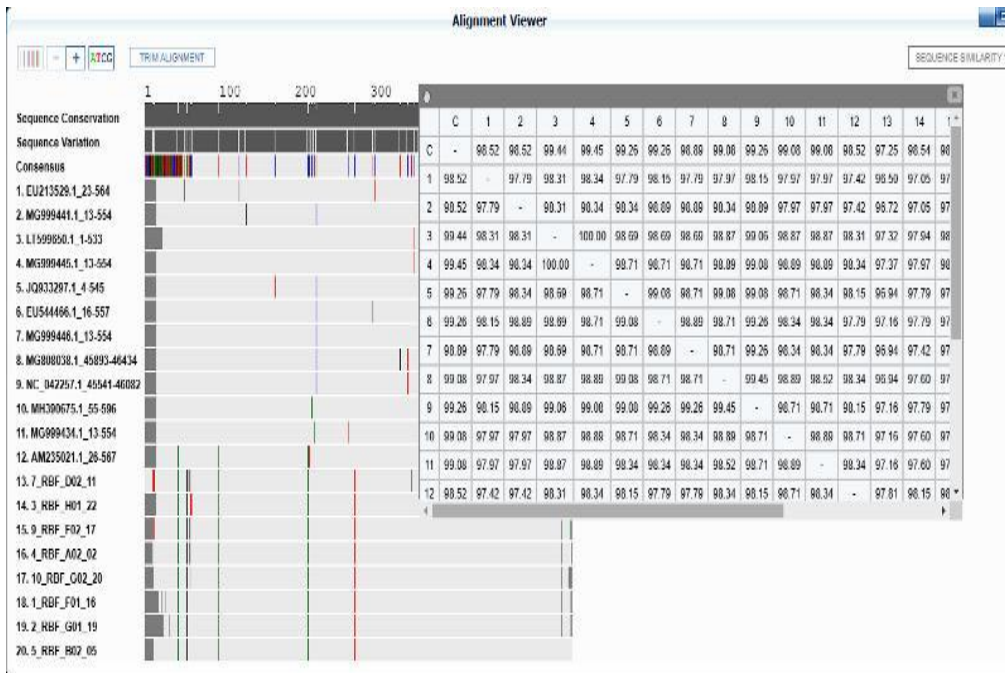 Alignment Viewer
- + ATCG TRIM ALIGNMENT SEQUENCE SIMILARITY
1 100 200 300
Sequence Conservation
Sequence Variation
Consensus
1. EU213529.1_23-564
2. MG999441.1_13-554
3. LT599650.1_1-533
4. MG999445.1_13-554
5. JQ933297.1_4-545
6. EU544466.1_16-557
7. MG999446.1_13-554
8. MG808038.1_45893-46434
9. NC_042257.1_45541-46082
10. MH390675.1_55-596
11. MG999434.1_13-554
12. AM235021.1_26-567
13. 7_RBF_D02_11
14. 3_RBF_H01_22
15. 9_RBF_F02_17
16. 4_RBF_A02_02
17. 10_RBF_G02_20
18. 1_RBF_F01_16
19. 2_RBF_G01_19
20. 5_RBF_B02_05
C 1 2 3 4 5 6 7 8 9 10 11 12 13 14
C - 98.52 98.52 99.44 99.45 99.26 99.26 98.89 99.08 99.26 99.08 99.08 98.52 97.25 98.54 98
1 98.52 - 97.79 98.31 98.34 97.79 98.15 97.79 97.97 98.15 97.97 97.97 97.42 96.50 97.05 97
2 98.52 97.79 - 98.31 98.34 98.34 98.89 98.89 98.34 98.89 97.97 97.97 97.42 96.72 97.05 97
3 99.44 98.31 98.31 - 100.00 98.69 98.69 98.69 98.87 99.06 98.87 98.87 98.31 97.32 97.94 98
4 99.45 98.34 98.34 100.00 - 98.71 98.71 98.71 98.89 99.08 98.89 98.89 98.34 97.37 97.97 98
5 99.26 97.79 98.34 98.69 98.71 - 99.08 98.71 99.08 99.08 98.71 98.34 98.15 96.94 97.79 97
6 99.26 98.15 98.89 98.69 98.71 99.08 - 98.89 98.71 99.26 98.34 98.34 97.79 97.16 97.79 97
7 98.89 97.79 98.89 98.69 98.71 98.71 98.89 - 98.71 99.26 98.34 98.34 97.79 96.94 97.42 97
8 99.08 97.97 98.34 98.87 98.89 99.08 98.71 98.71 - 99.45 98.89 98.52 98.34 96.94 97.60 97
9 99.26 98.15 98.89 99.06 99.08 99.08 99.26 99.26 99.45 - 98.71 98.71 98.15 97.16 97.79 97
10 99.08 97.97 97.97 98.87 98.89 98.71 98.34 98.34 98.89 98.71 - 98.89 98.71 97.16 97.60 97
11 99.08 97.97 97.97 98.87 98.89 98.34 98.34 98.34 98.52 98.71 98.89 - 98.34 97.16 97.60 97
12 98.52 97.42 97.42 98.31 98.34 98.15 97.79 97.79 98.34 98.15 98.71 98.34 - 97.81 98.15 98